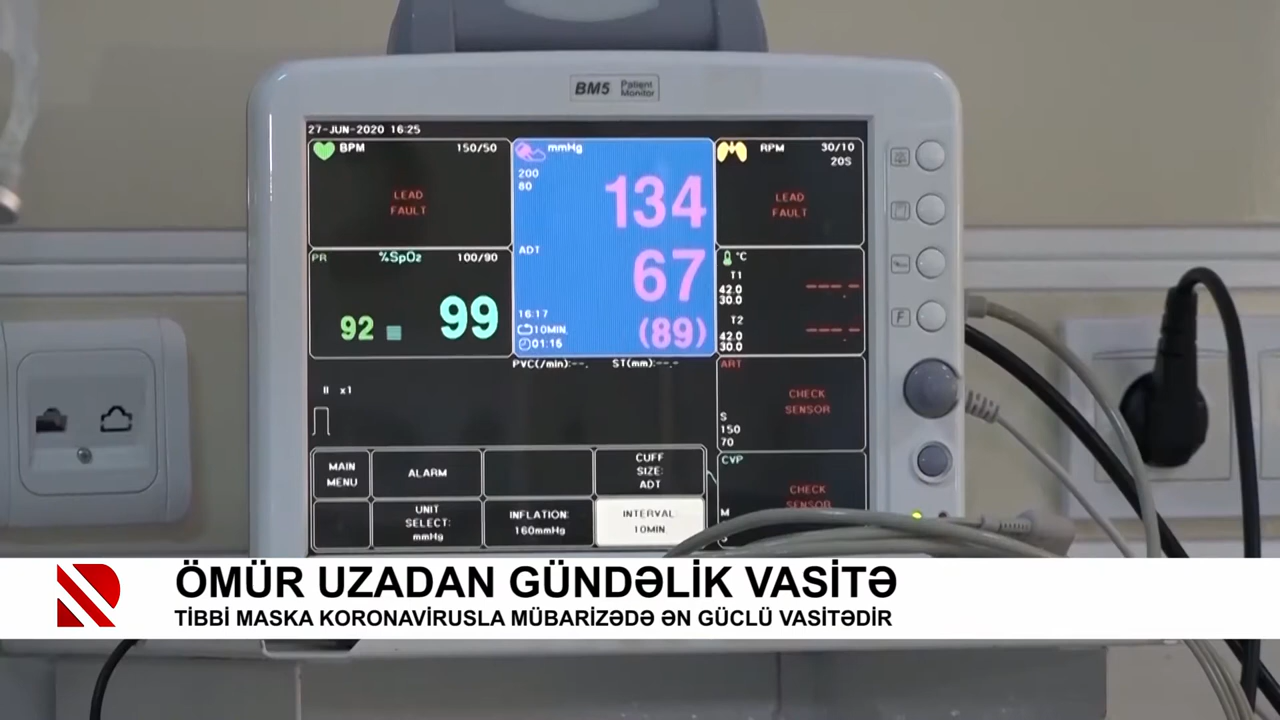 BM5 Patient Monitor
27-JUN-2020 16:25
BPM 150/50
LEAD
FAULT
mmHg
200
80
134
ADT
67
16:17
10MIN.
01:16
(89)
RPM 30/10
20S
LEAD
FAULT
PR %SpO2 100/90
92 99
°C
T1
42.0
30.0
---.-
T2
42.0
30.0
---.-
PVC(/min):--. ST(mm):--.-
II x1
ART
CHECK
SENSOR
S
150
70
CVP
CHECK
SENSOR
M
MAIN
MENU
ALARM
CUFF
SIZE:
ADT
UNIT
SELECT:
mmHg
INFLATION:
160mmHg
INTERVAL:
10MIN.
F
ÖMÜR UZADAN GÜNDƏLİK VASİTƏ
TİBBİ MASKA KORONAVİRUSLA MÜBARİZƏDƏ ƏN GÜCLÜ VASİTƏDİR